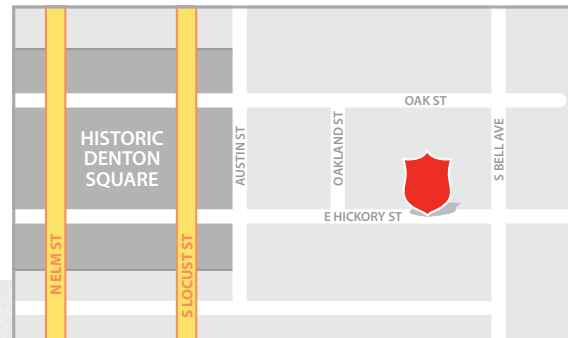 OAK ST
HISTORIC
DENTON
SQUARE
AUSTIN ST
OAKLAND ST
S BELL AVE
E HICKORY ST
N ELM ST
S LOCUST ST